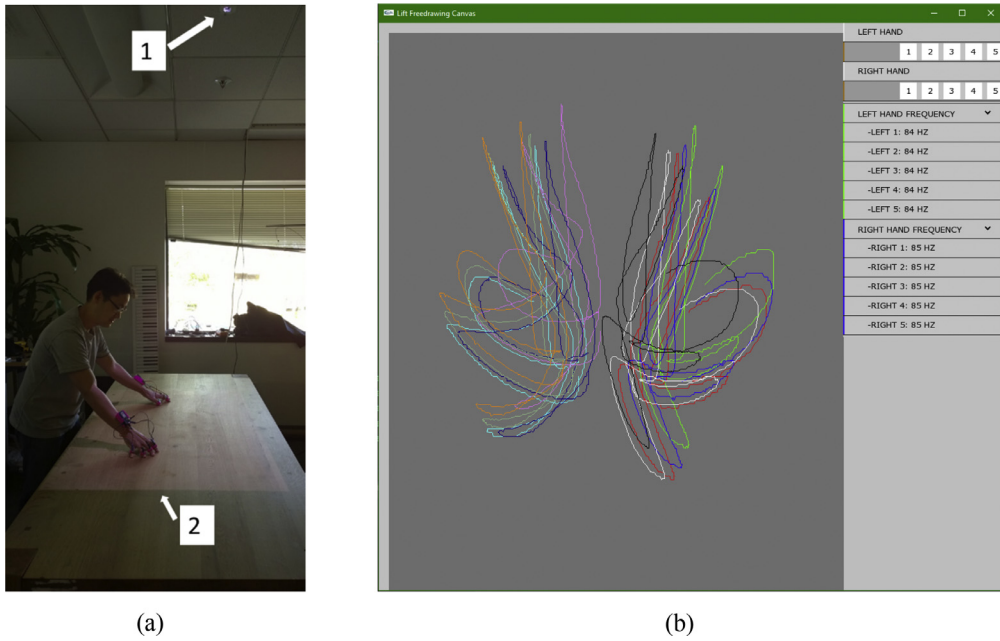 1
2
(a)
Lift Freedrawing Canvas
LEFT HAND
1 2 3 4 5
RIGHT HAND
1 2 3 4 5
LEFT HAND FREQUENCY
-LEFT 1: 84 HZ
-LEFT 2: 84 HZ
-LEFT 3: 84 HZ
-LEFT 4: 84 HZ
-LEFT 5: 84 HZ
RIGHT HAND FREQUENCY
-RIGHT 1: 85 HZ
-RIGHT 2: 85 HZ
-RIGHT 3: 85 HZ
-RIGHT 4: 85 HZ
-RIGHT 5: 85 HZ
(b)